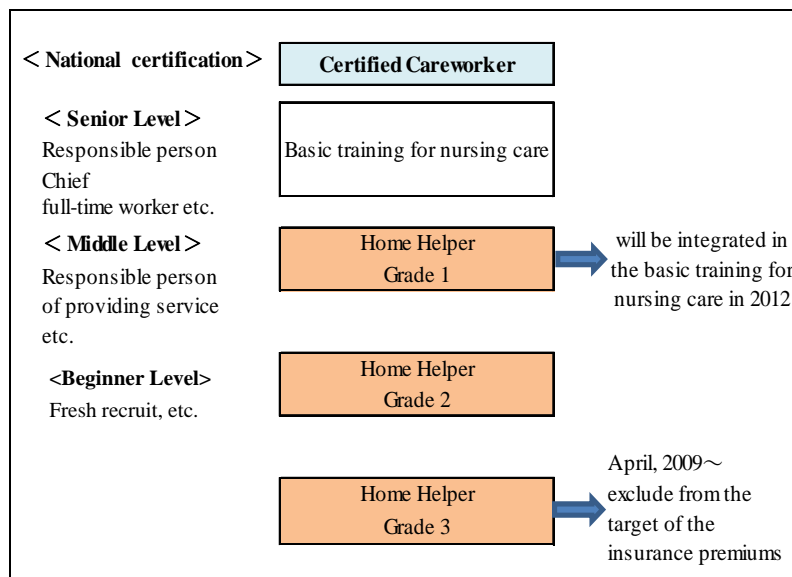 ＜ National certification＞
Certified Careworker
＜ Senior Level＞
Responsible person
Chief
full-time worker etc.
Basic training for nursing care
＜ Middle Level＞
Responsible person
of providing service
etc.
Home Helper
Grade 1
will be integrated in
the basic training for
nursing care in 2012
<Beginner Level>
Fresh recruit, etc.
Home Helper
Grade 2
Home Helper
Grade 3
April, 2009～
exclude from the
target of the
insurance premiums